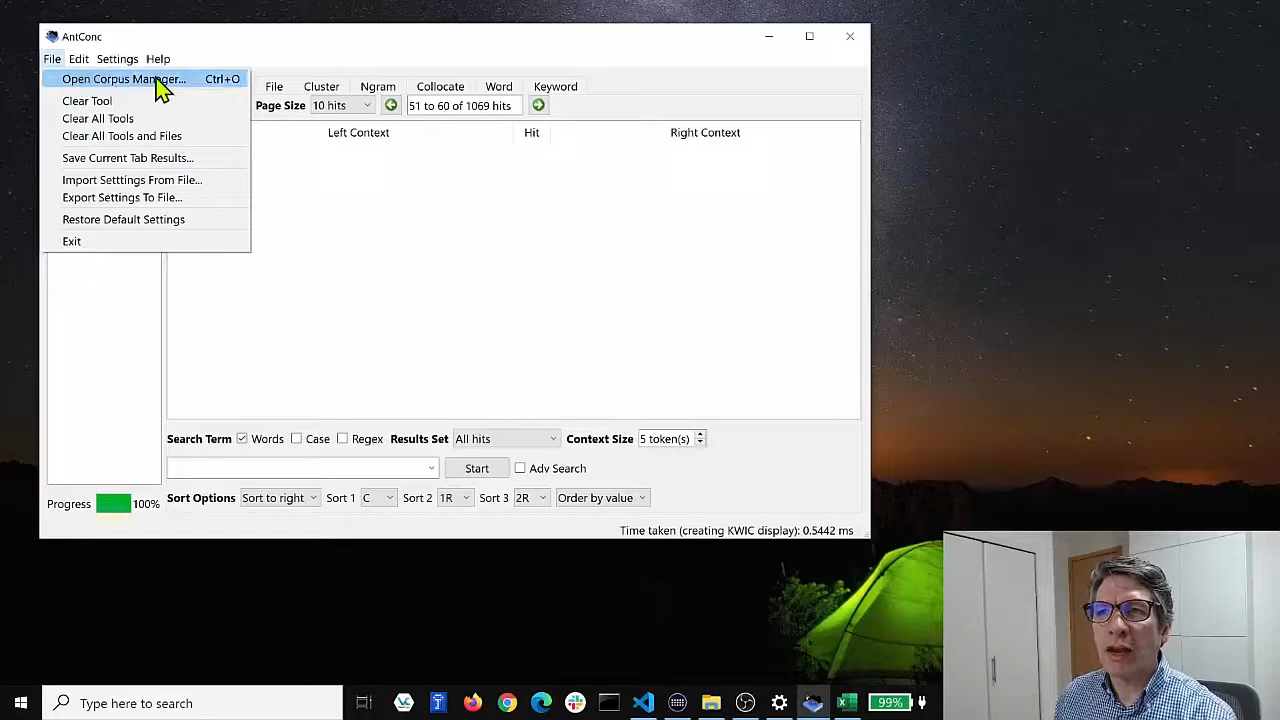 AntConc
File Edit Settings Help
Open Corpus Manager... Ctrl+O
Clear Tool
Clear All Tools
Clear All Tools and Files
Save Current Tab Results...
Import Setttings From File...
Export Settings To File...
Restore Default Settings
Exit
File Cluster Ngram Collocate Word Keyword
Page Size 10 hits 51 to 60 of 1069 hits
Left Context Hit Right Context
Search Term Words Case Regex Results Set All hits Context Size 5 token(s)
Start Adv Search
Progress 100% Sort Options Sort to right Sort 1 C Sort 2 1R Sort 3 2R Order by value
Time taken (creating KWIC display): 0.5442 ms
Type here to search 99%